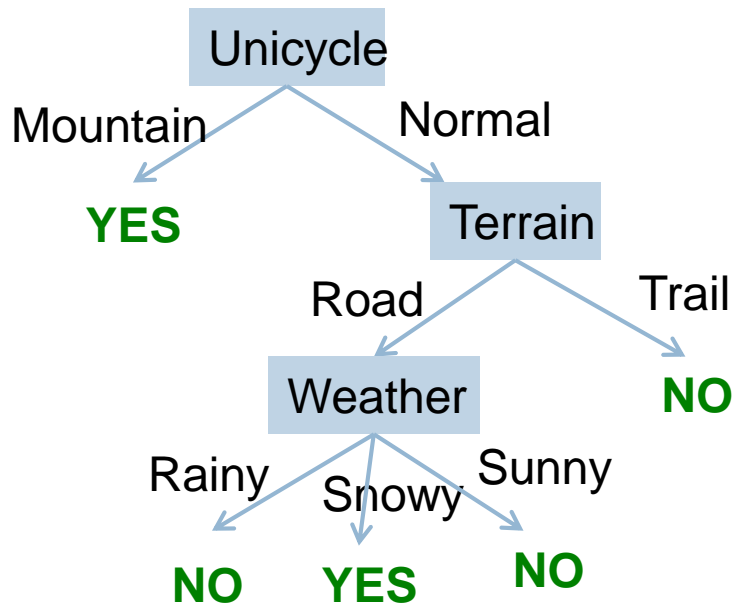 Unicycle
Mountain
Normal
YES
Terrain
Road
Trail
Weather
NO
Rainy
Snowy
Sunny
NO
YES
NO